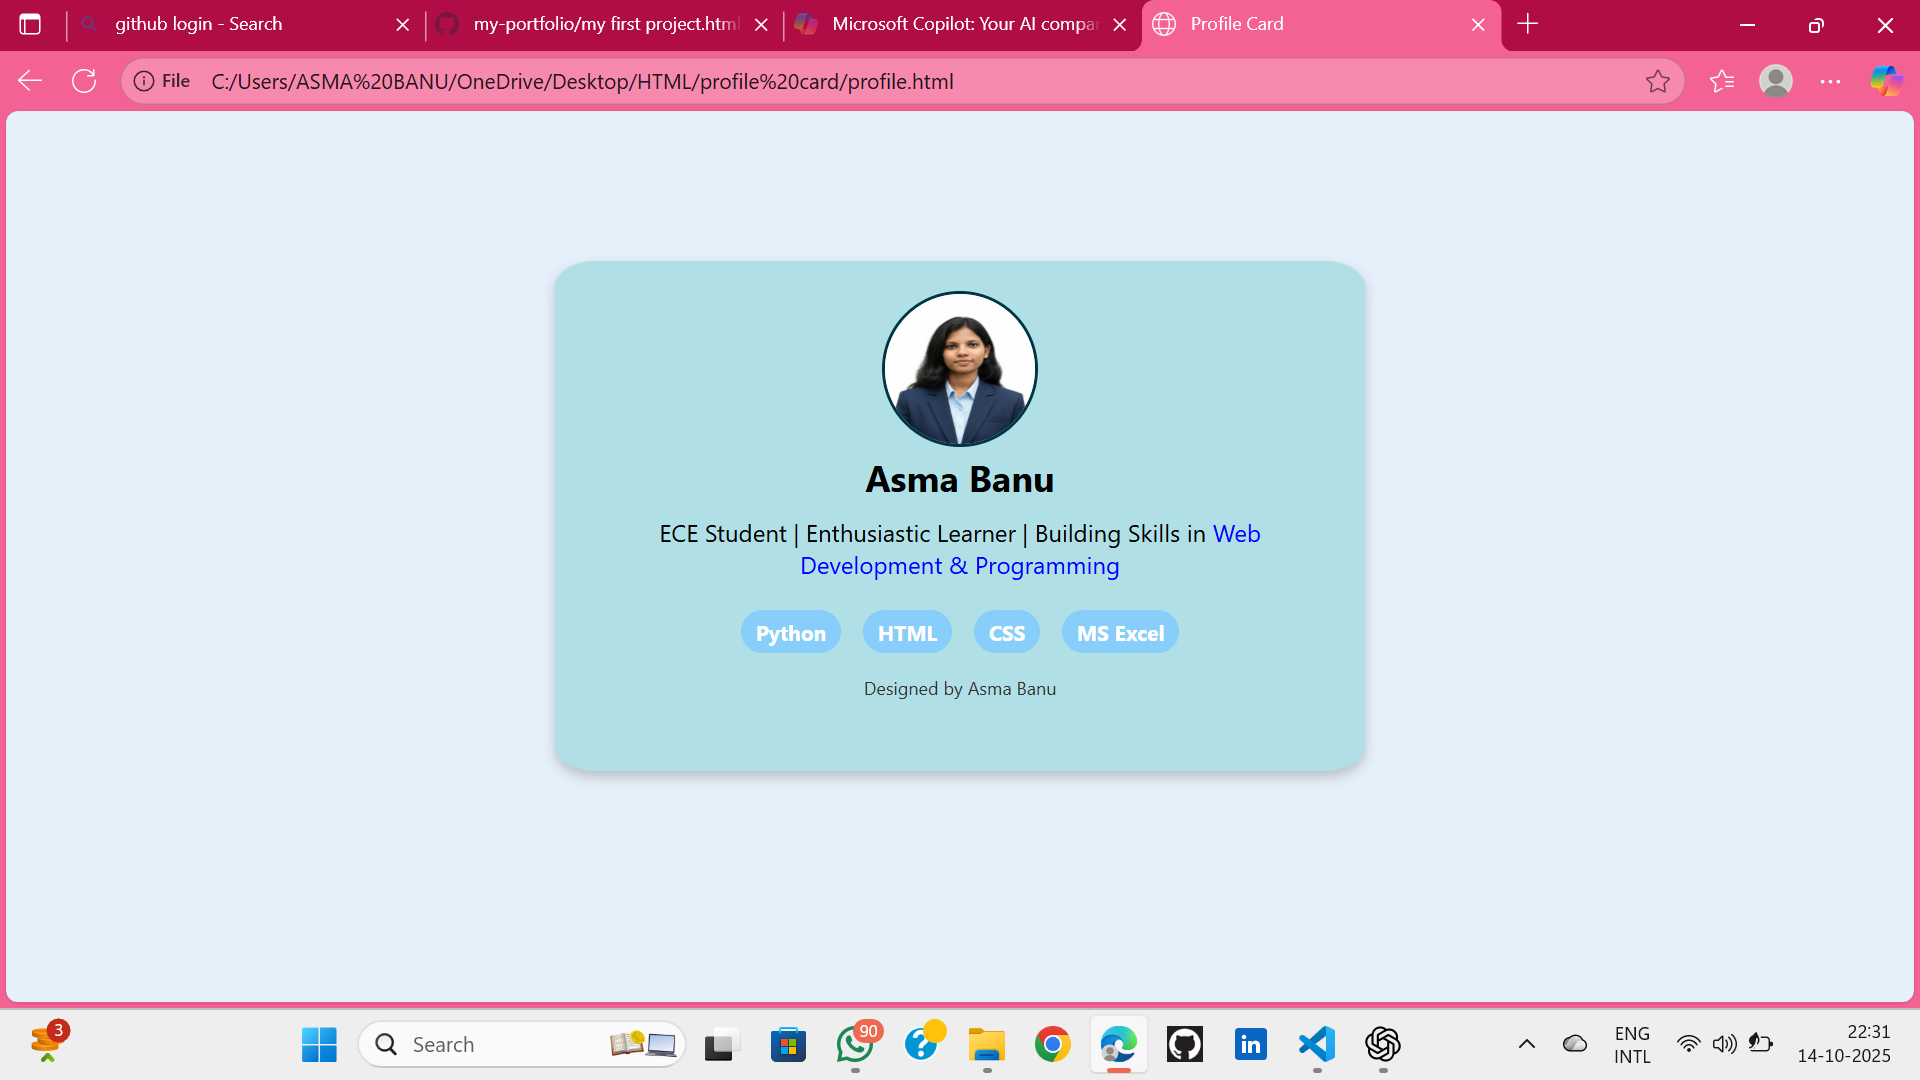 github login - Search
my-portfolio/my first project.html
Microsoft Copilot: Your AI compa
Profile Card
File C:/Users/ASMA%20BANU/OneDrive/Desktop/HTML/profile%20card/profile.html
Asma Banu
ECE Student | Enthusiastic Learner | Building Skills in Web
Development & Programming
Python HTML CSS MS Excel
Designed by Asma Banu
3
Search
90
ENG
INTL
22:31
14-10-2025